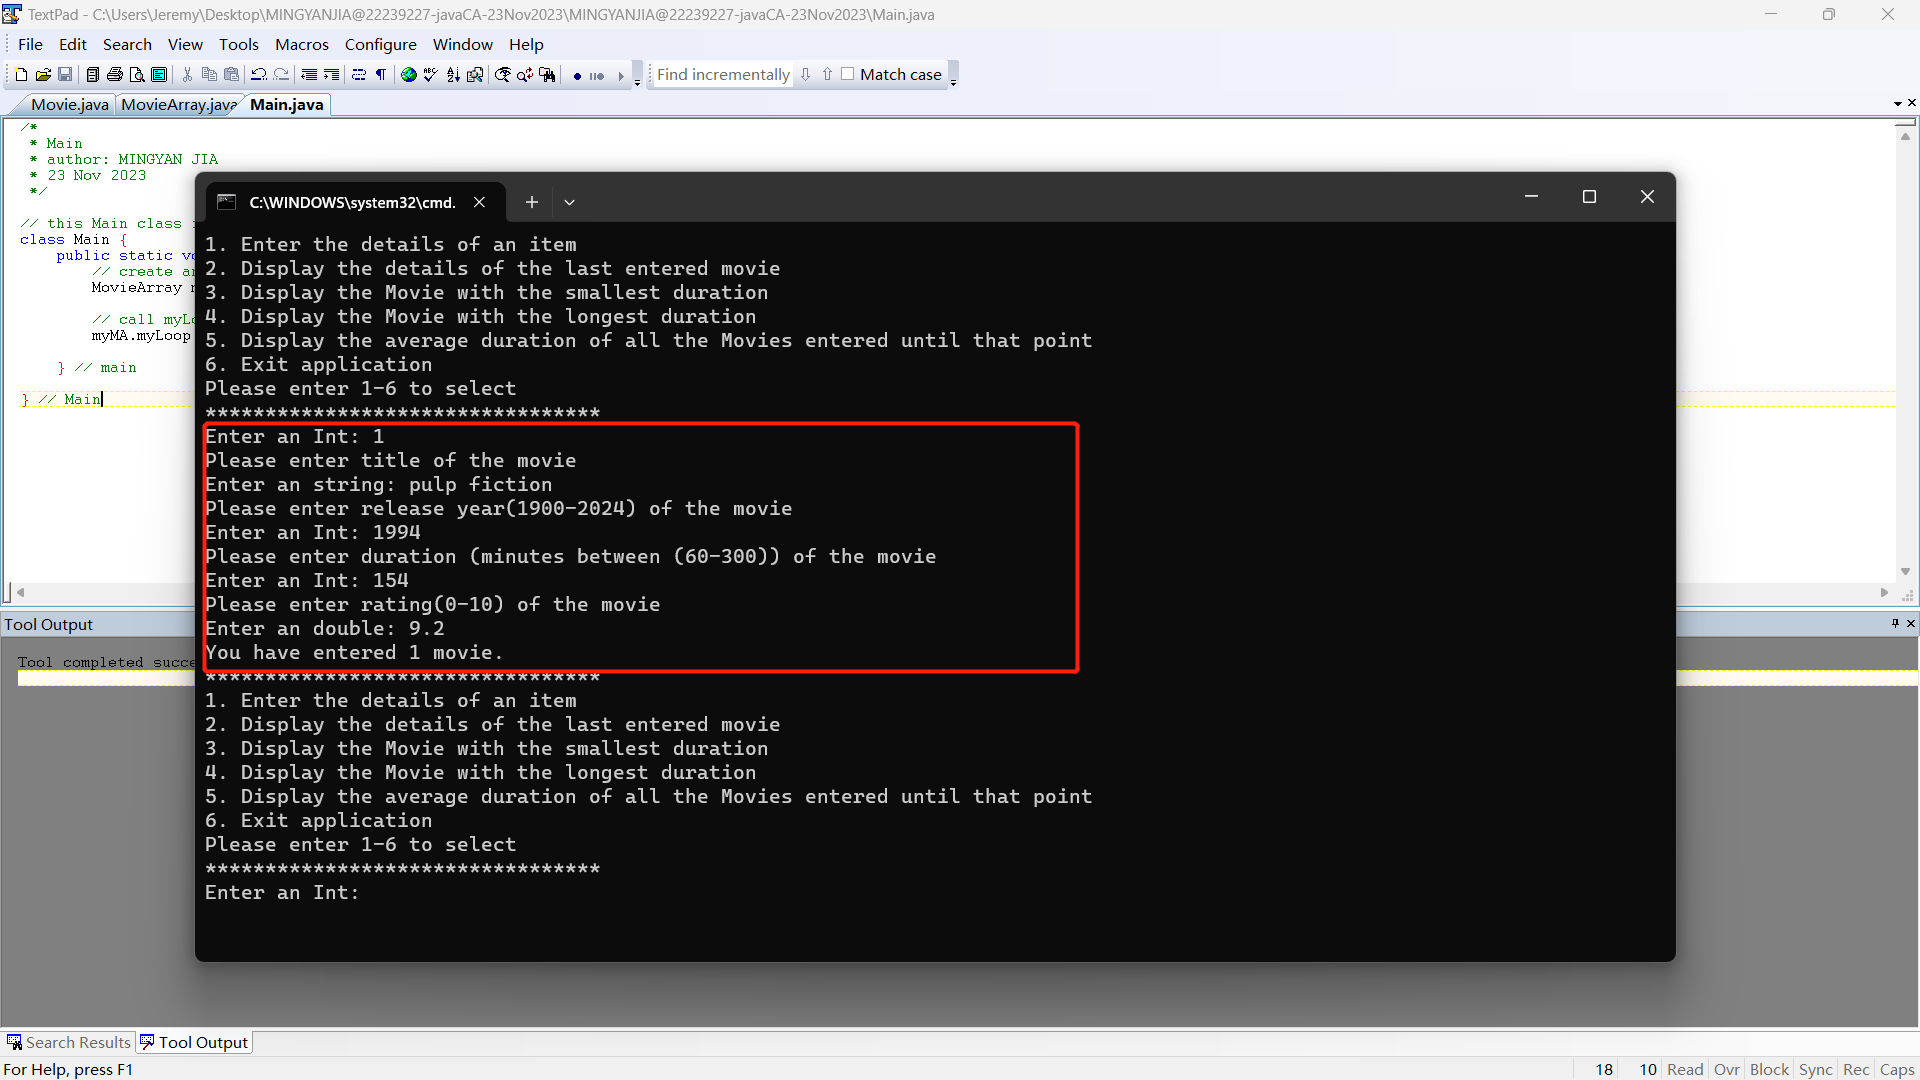 TextPad - C:\Users\Jeremy\Desktop\MINGYANJIA@22239227-javaCA-23Nov2023\MINGYANJIA@22239227-javaCA-23Nov2023\Main.java
File Edit Search View Tools Macros Configure Window Help
Find incrementally Match case
Movie.java MovieArray.java Main.java
/*
* Main
* author: MINGYAN JIA
* 23 Nov 2023
*/
// this Main class
class Main {
public static
// create
MovieArray
// call
myMA.myLoop
} // main
} // Main
C:\WINDOWS\system32\cmd.
1. Enter the details of an item
2. Display the details of the last entered movie
3. Display the Movie with the smallest duration
4. Display the Movie with the longest duration
5. Display the average duration of all the Movies entered until that point
6. Exit application
Please enter 1-6 to select
*********************************
Enter an Int: 1
Please enter title of the movie
Enter an string: pulp fiction
Please enter release year(1900-2024) of the movie
Enter an Int: 1994
Please enter duration (minutes between (60-300)) of the movie
Enter an Int: 154
Please enter rating(0-10) of the movie
Enter an double: 9.2
You have entered 1 movie.
*********************************
1. Enter the details of an item
2. Display the details of the last entered movie
3. Display the Movie with the smallest duration
4. Display the Movie with the longest duration
5. Display the average duration of all the Movies entered until that point
6. Exit application
Please enter 1-6 to select
*********************************
Enter an Int:
Tool Output
Tool completed
Search Results Tool Output
For Help, press F1
18 10 Read Ovr Block Sync Rec Caps